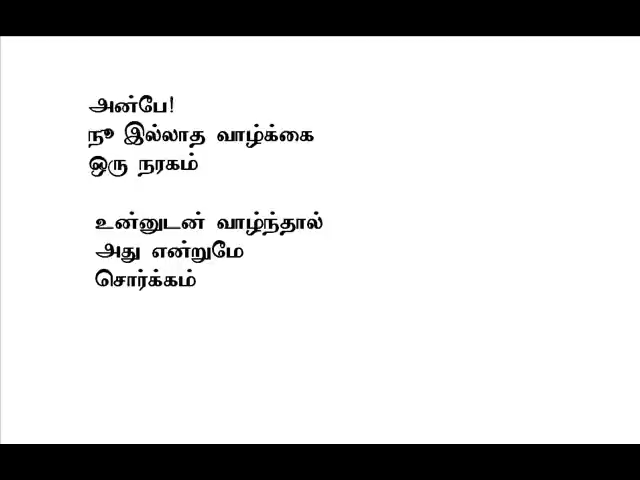 அன்பே!
நூ இல்லாத வாழ்க்கை
ஒரு நரகம்
உன்னுடன் வாழ்ந்தால்
அது என்றுமே
சொர்க்கம்